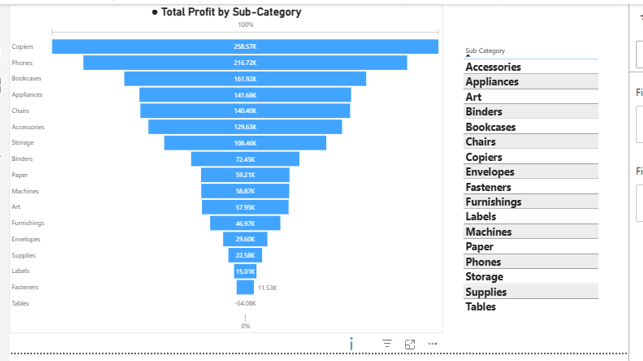 • Total Profit by Sub-Category
100%
Copiers 258.57K
Phones 216.72K
Bookcases 161.92K
Appliances 141.68K
Chairs 140.40K
Accessories 129.63K
Storage 108.46K
Binders 72.45K
Paper 59.21K
Machines 58.87K
Art 57.95K
Furnishings 46.97K
Envelopes 29.60K
Supplies 22.58K
Labels 15.01K
Fasteners 11.53K
Tables -64.08K
0%
Sub-Category
Accessories
Appliances
Art
Binders
Bookcases
Chairs
Copiers
Envelopes
Fasteners
Furnishings
Labels
Machines
Paper
Phones
Storage
Supplies
Tables
Fi
Fi